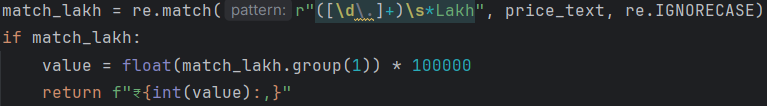 match_lakh = re.match( pattern: r"([\d\.]+)\s*Lakh", price_text, re.IGNORECASE)
if match_lakh:
    value = float(match_lakh.group(1)) * 100000
    return f"₹{int(value):,}"